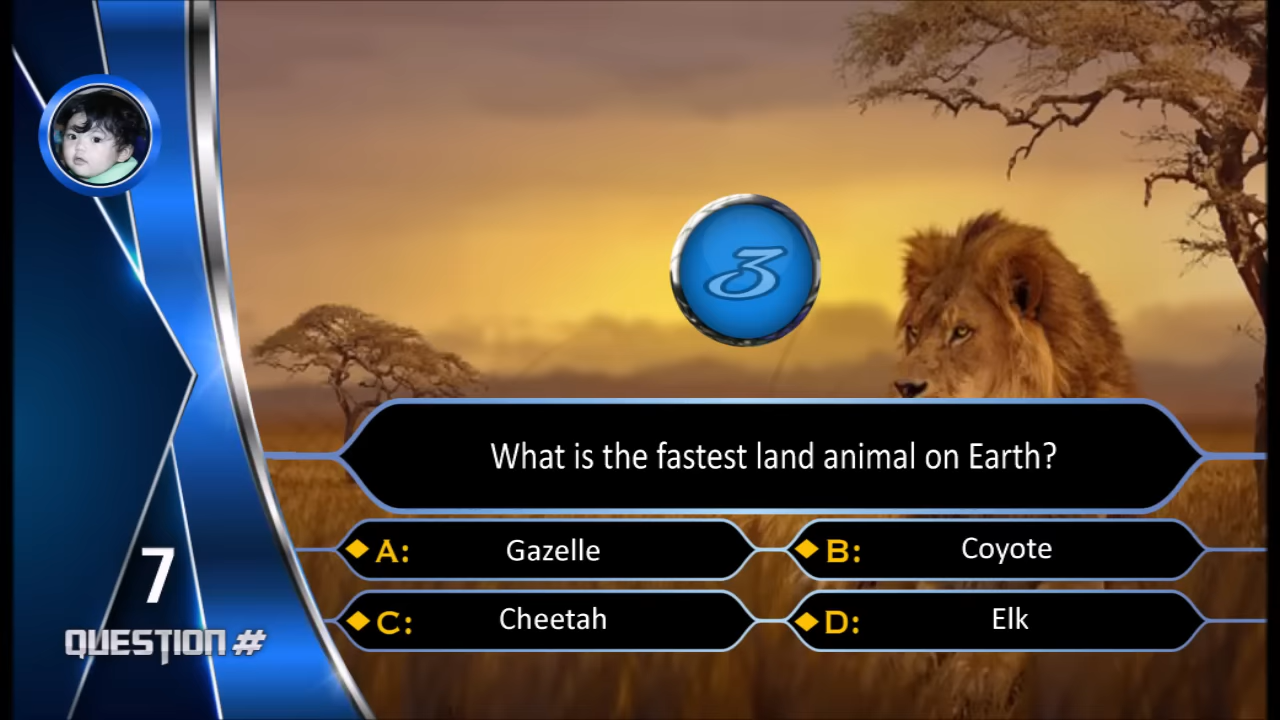 3
What is the fastest land animal on Earth?
A: Gazelle
B: Coyote
C: Cheetah
D: Elk
7
QUESTION #